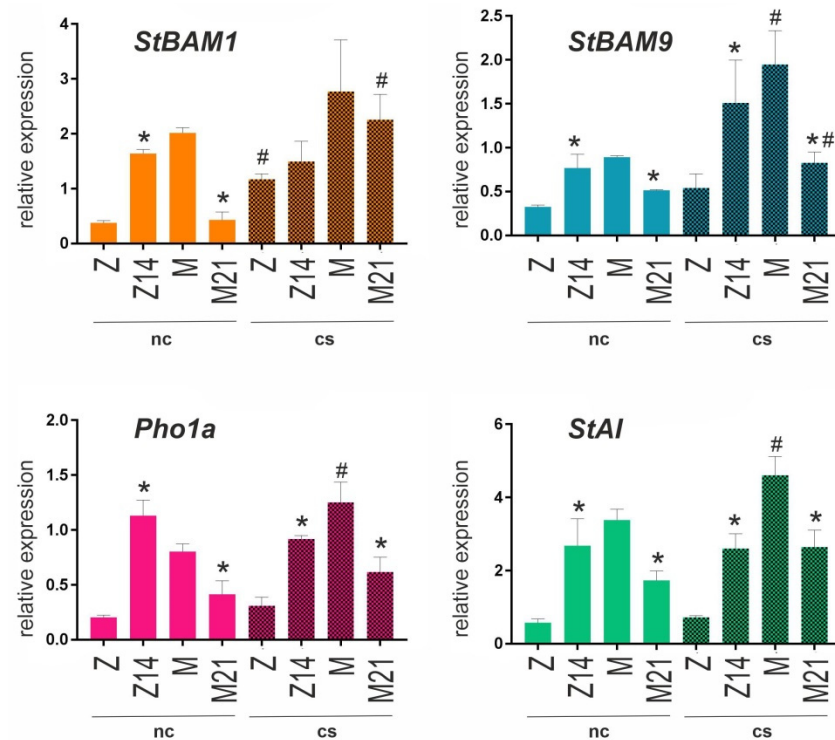 StBAM1
relative expression
4
3
2
1
0
*
*
#
#
Z Z14 M M21 Z Z14 M M21
nc cs
StBAM9
relative expression
2.5
2.0
1.5
1.0
0.5
0.0
*
*
*
#
*#
Z Z14 M M21 Z Z14 M M21
nc cs
Pho1a
relative expression
2.0
1.5
1.0
0.5
0.0
*
*
*
#
*
Z Z14 M M21 Z Z14 M M21
nc cs
StAI
relative expression
6
4
2
0
*
*
*
#
*
Z Z14 M M21 Z Z14 M M21
nc cs